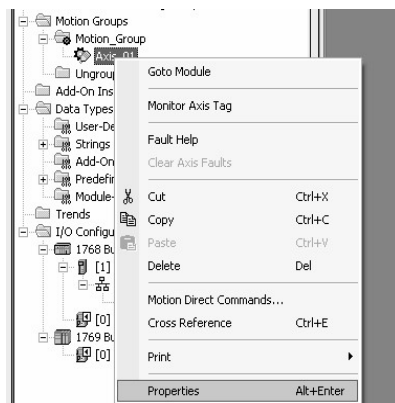 Motion Groups
Motion_Group
Axis_01
Ungrou
Add-On Ins
Data Types
User-De
Strings
Add-On
Predefin
Module-
Trends
I/O Configu
1768 Bu
[1]
[0]
1769 Bu
[0]
Goto Module
Monitor Axis Tag
Fault Help
Clear Axis Faults
Cut Ctrl+X
Copy Ctrl+C
Paste Ctrl+V
Delete Del
Motion Direct Commands...
Cross Reference Ctrl+E
Print
Properties Alt+Enter